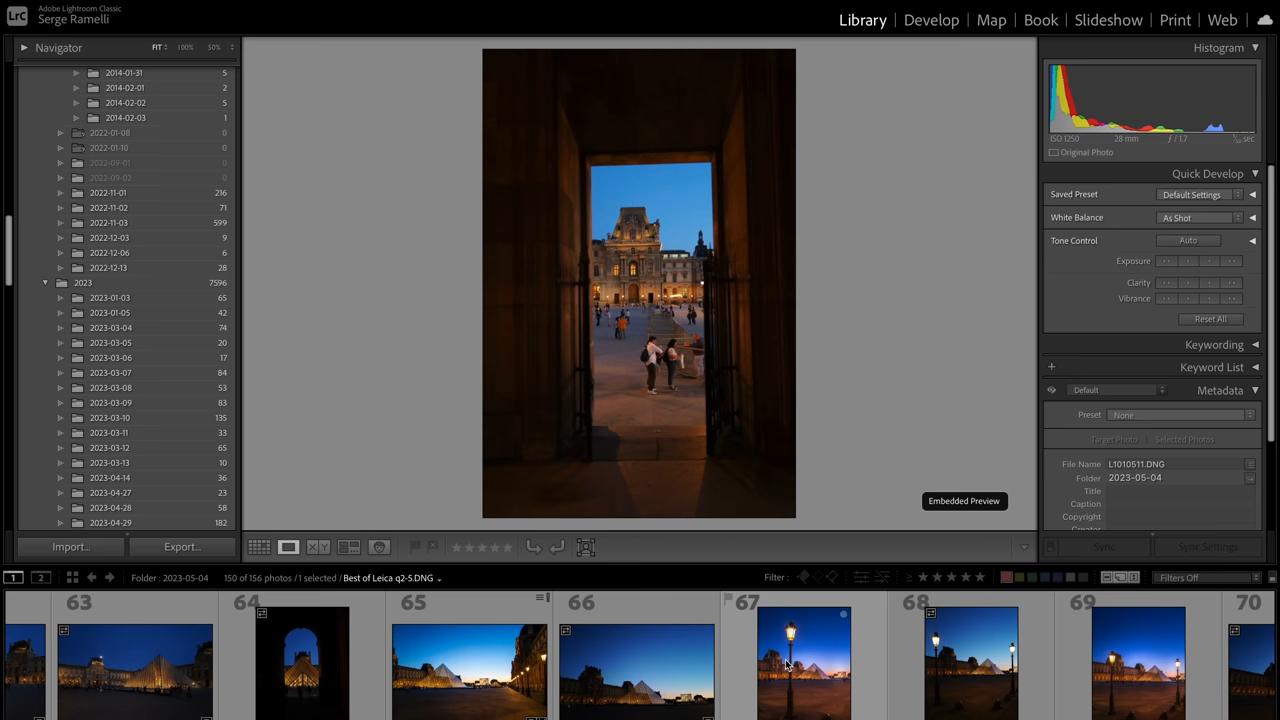 LrC
Adobe Lightroom Classic
Serge Ramelli
Library | Develop | Map | Book | Slideshow | Print | Web
Navigator FIT 100% 50%
2014-01-31 5
2014-02-01 2
2014-02-02 5
2014-02-03 1
2022-01-08 0
2022-01-10 0
2022-09-01 0
2022-09-02 0
2022-11-01 216
2022-11-02 71
2022-11-03 599
2022-12-03 9
2022-12-06 6
2022-12-13 28
2023 7596
2023-01-03 65
2023-01-05 42
2023-03-04 74
2023-03-05 20
2023-03-06 17
2023-03-07 84
2023-03-08 53
2023-03-09 83
2023-03-10 135
2023-03-11 33
2023-03-12 65
2023-03-13 10
2023-04-14 36
2023-04-27 23
2023-04-28 58
2023-04-29 182
Import... Export...
Embedded Preview
Histogram
ISO 1250 28 mm ƒ / 1.7 sec
Original Photo
Quick Develop
Saved Preset Default Settings
White Balance As Shot
Tone Control Auto
Exposure
Clarity
Vibrance
Reset All
Keywording
+ Keyword List
Default Metadata
Preset None
Target Photo Selected Photos
File Name L1010511.DNG
Folder 2023-05-04
Title
Caption
Copyright
Sync Sync Settings
1 2 Folder : 2023-05-04 150 of 156 photos / 1 selected / Best of Leica q2-5.DNG Filter : Filters Off
63 64 65 66 67 68 69 70